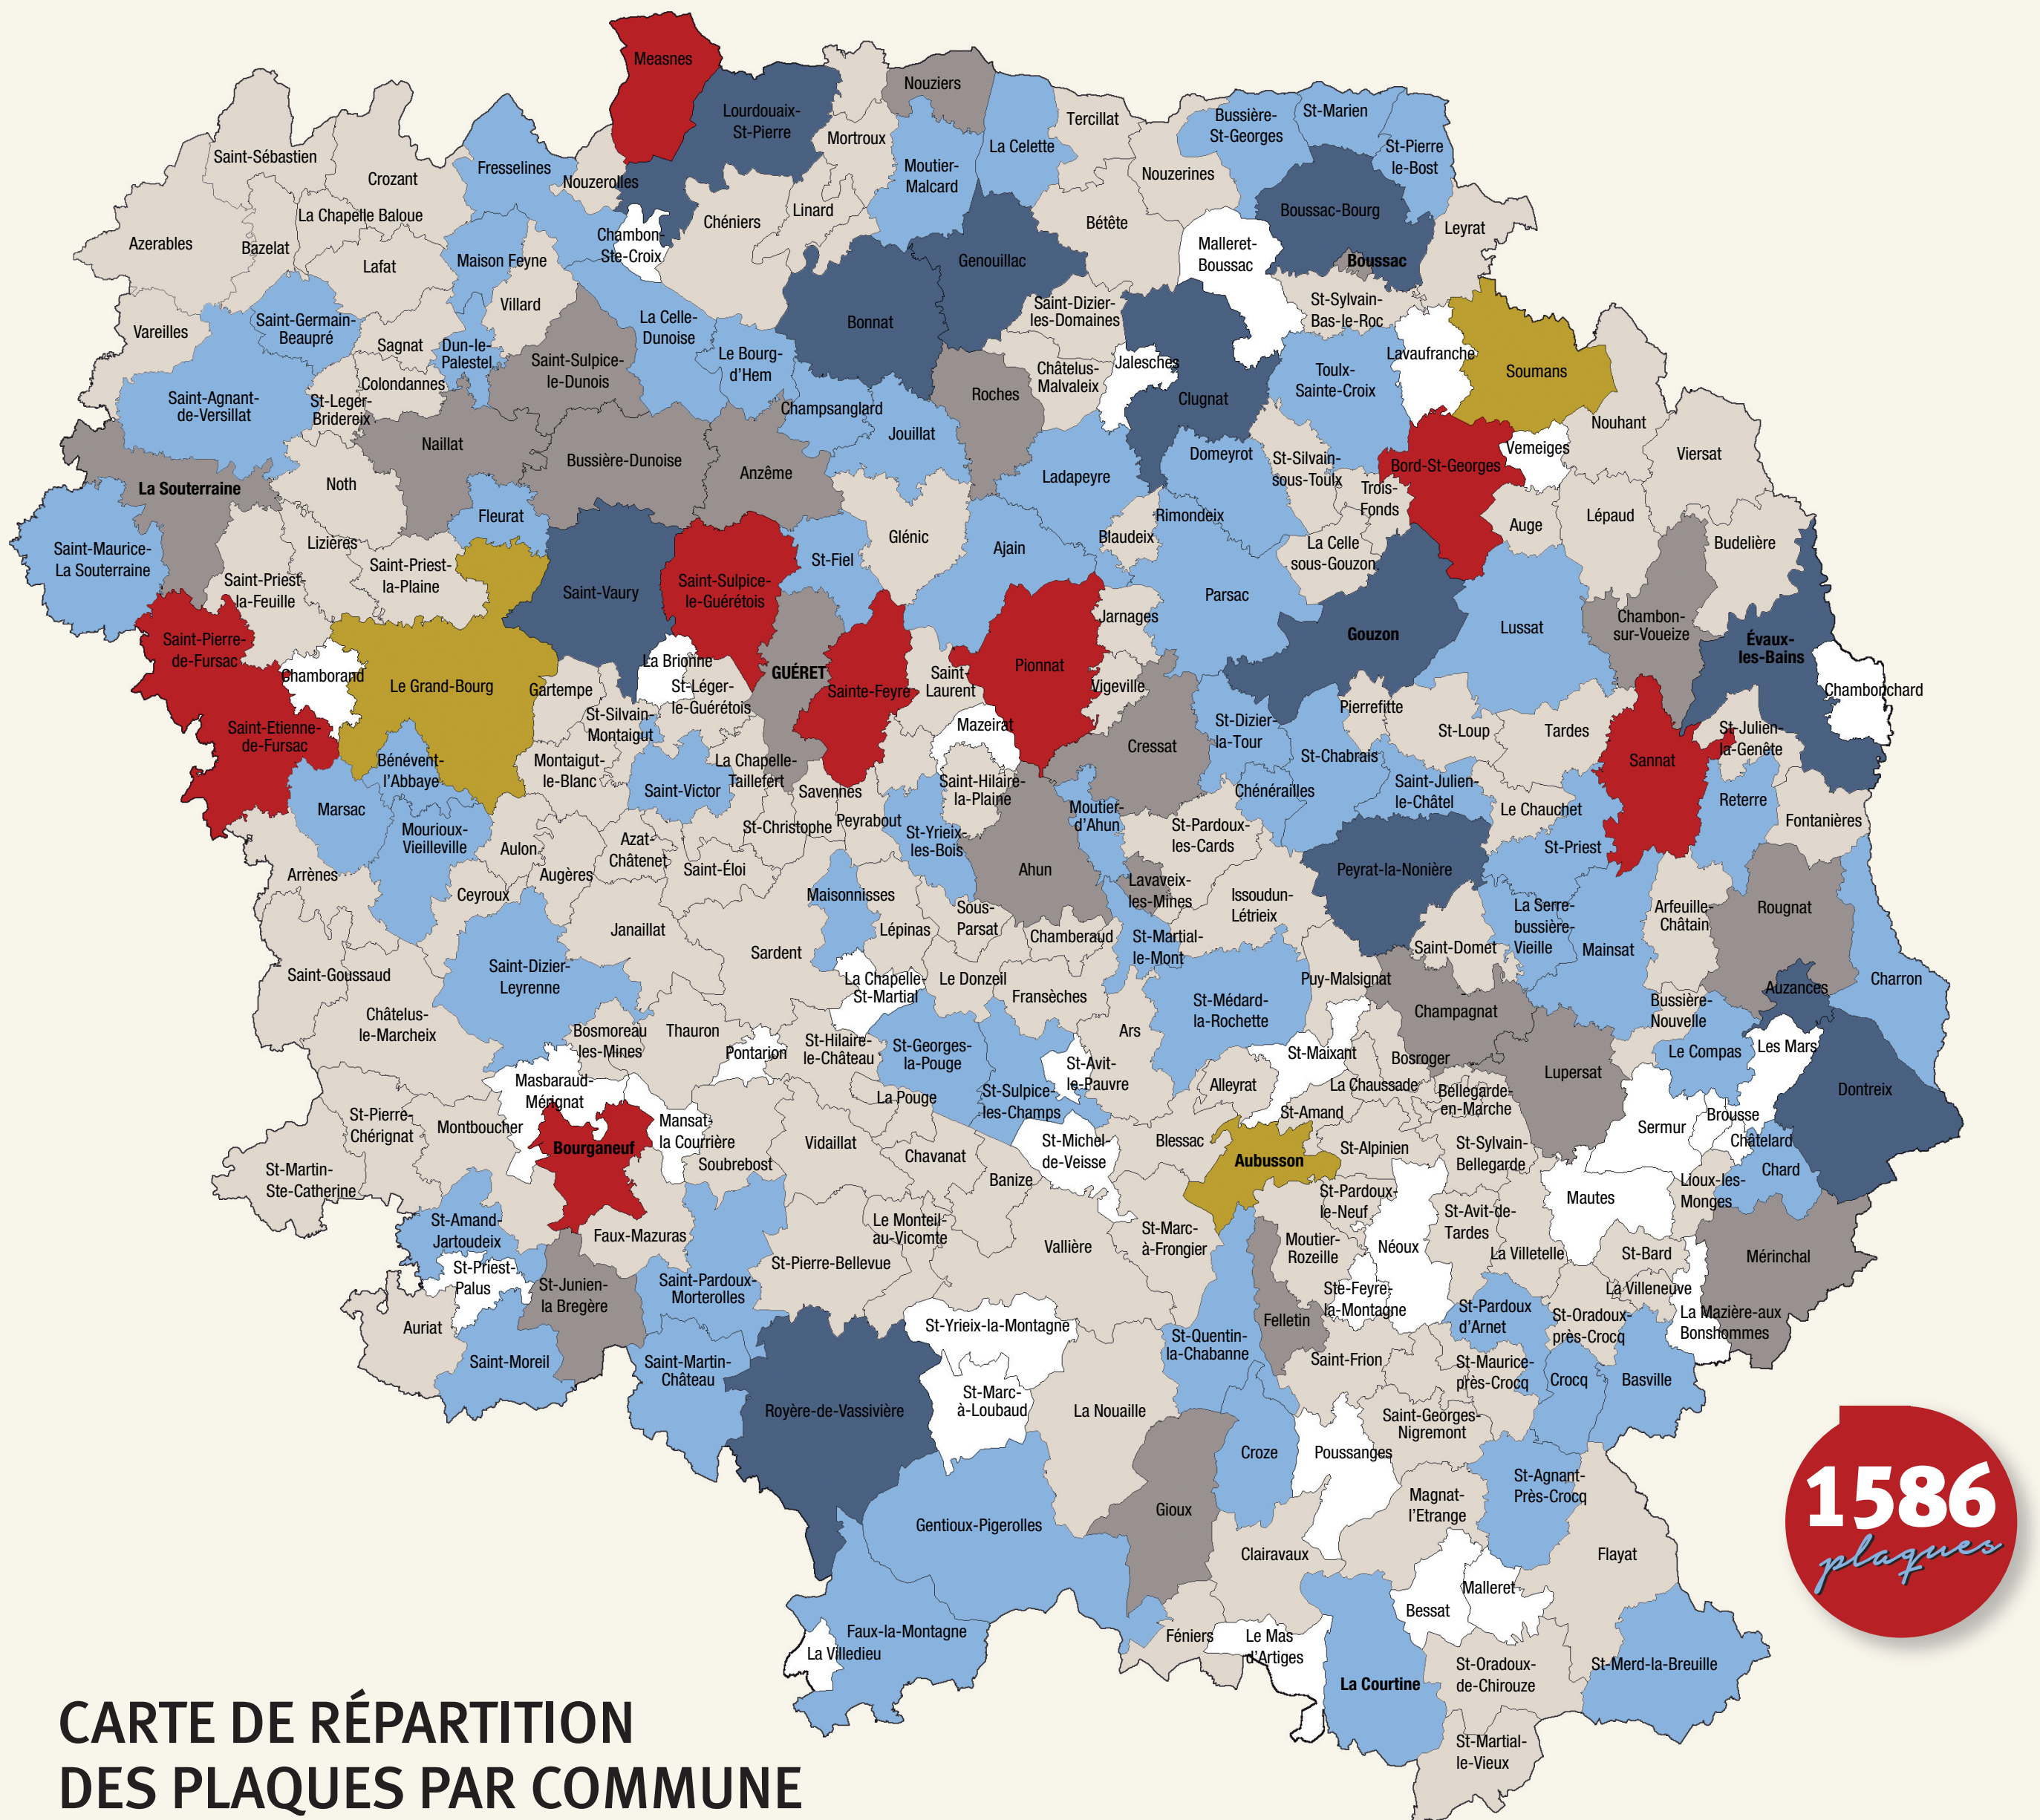 Measnes
Nouziers
Lourdouaix-
St-Pierre
Tercillat
Bussière-
St-Georges
St-Marien
Mortroux
La Celette
St-Pierre
le-Bost
Saint-Sébastien
Fresselines
Crozant
Nouzerolles
Moutier-
Malcard
Nouzerines
La Chapelle Baloue
Linard
Chéniers
Boussac-Bourg
Bétête
Leyrat
Azerables
Bazelat
Chambon-
Ste-Croix
Malleret-
Boussac
Lafat
Maison Feyne
Genouillac
Boussac
Villard
Saint-Dizier-
les-Domaines
St-Sylvain-
Bas-le-Roc
Vareilles
Saint-Germain-
Beaupré
La Celle-
Dunoise
Bonnat
Sagnat
Dun-le-
Palestel
Saint-Sulpice-
le-Dunois
Le Bourg-
d'Hem
Jalesches
Lavaufranche
Soumans
Colondannes
Châtelus-
Malvaleix
Toulx-
Sainte-Croix
Saint-Agnant-
de-Versillat
St-Leger-
Bridereix
Roches
Clugnat
Champsanglard
Jouillat
Nouhant
Naillat
Bussière-Dunoise
Anzême
Ladapeyre
Domeyrot
St-Silvain-
sous-Toulx
Bord-St-Georges
Vemeiges
Viersat
La Souterraine
Noth
Trois-
Fonds
Fleurat
Rimondeix
Auge
Lépaud
Saint-Maurice-
La Souterraine
Lizières
Glénic
Blaudeix
Ajain
La Celle
sous-Gouzon
Budelière
St-Fiel
Saint-Priest-
la-Feuille
Saint-Priest-
la-Plaine
Saint-Vaury
Saint-Sulpice-
le-Guérétois
Parsac
Jarnages
Gouzon
Lussat
Chambon-
sur-Voueize
Évaux-
les-Bains
Saint-Pierre-
de-Fursac
Chamborand
Le Grand-Bourg
Gartempe
La Brionne
St-Léger-
le-Guérétois
GUÉRET
Sainte-Feyre
Saint-
Laurent
Pionnat
Vigeville
Chambonchard
Saint-Etienne-
de-Fursac
St-Silvain-
Montaigut
Mazeirat
Cressat
St-Dizier-
la-Tour
Pierrefitte
St-Loup
Tardes
St-Julien-
la-Genête
Bénévent-
l'Abbaye
Montaigut-
le-Blanc
Saint-Victor
La Chapelle-
Taillefert
Savennes
Saint-Hilaire-
la-Plaine
St-Chabrais
Sannat
Marsac
Chénérailles
Saint-Julien-
le-Châtel
Le Chauchet
Reterre
Fontanières
Mourioux-
Vieilleville
St-Christophe
Peyrabout
St-Yrieix-
les-Bois
Moutier-
d'Ahun
St-Pardoux-
les-Cards
Aulon
Azat-
Châtenet
St-Priest
Arrènes
Augères
Saint-Éloi
Ahun
Peyrat-la-Nonière
Ceyroux
Maisonnisses
Lavaveix-
les-Mines
Issoudun-
Létrieix
La Serre-
bussière-
Vieille
Arfeuille-
Châtain
Rougnat
Janaillat
Lépinas
Sous-
Parsat
Chamberaud
St-Martial-
le-Mont
Saint-Domet
Mainsat
Sardent
Saint-Goussaud
Saint-Dizier-
Leyrenne
La Chapelle-
St-Martial
Le Donzeil
Fransèches
Puy-Malsignat
Auzances
Charron
St-Médard-
la-Rochette
Champagnat
Bussière-
Nouvelle
Châtelus-
le-Marcheix
Bosmoreau
les-Mines
Thauron
Pontarion
St-Hilaire-
le-Château
St-Georges-
la-Pouge
Ars
St-Maixant
Bosroger
Le Compas
Les Mars
St-Avit-
le-Pauvre
Lupersat
Masbaraud-
Mérignat
Alleyrat
La Chaussade
Bellegarde-
en-Marche
Dontreix
La Pouge
St-Sulpice-
les-Champs
St-Amand
Brousse
St-Pierre-
Chérignat
Montboucher
Mansat-
la Courrière
Sermur
Bourganeuf
Vidaillat
Chavanat
St-Michel-
de-Veisse
Blessac
Aubusson
St-Alpinien
St-Sylvain-
Bellegarde
Châtelard
Chard
St-Martin-
Ste-Catherine
Soubrebost
Banize
Lioux-les-
Monges
Mautes
St-Pardoux-
le-Neuf
St-Amand-
Jartoudeix
Faux-Mazuras
Le Monteil-
au-Vicomte
Vallière
St-Marc-
à-Frongier
Moutier-
Rozeille
Néoux
St-Avit-de-
Tardes
La Villetelle
St-Bard
Mérinchal
St-Priest-
Palus
St-Junien-
la Bregère
Saint-Pardoux-
Morterolles
St-Pierre-Bellevue
Ste-Feyre-
la-Montagne
La Villeneuve
Auriat
St-Yrieix-la-Montagne
Felletin
St-Pardoux
d'Arnet
St-Oradoux-
près-Crocq
La Mazière-aux
Bonshommes
Saint-Moreil
Saint-Martin-
Château
St-Quentin-
la-Chabanne
Saint-Frion
St-Maurice-
près-Crocq
Crocq
Basville
Royère-de-Vassivière
St-Marc-
à-Loubaud
La Nouaille
Saint-Georges-
Nigremont
Croze
Poussanges
St-Agnant-
Près-Crocq
Gioux
Magnat-
l'Etrange
Gentioux-Pigerolles
Clairavaux
Flayat
Malleret
Bessat
Faux-la-Montagne
La Villedieu
Féniers
Le Mas
d'Artiges
La Courtine
St-Oradoux-
de-Chirouze
St-Merd-la-Breuille
St-Martial-
le-Vieux
1586
plaques
CARTE DE RÉPARTITION
DES PLAQUES PAR COMMUNE